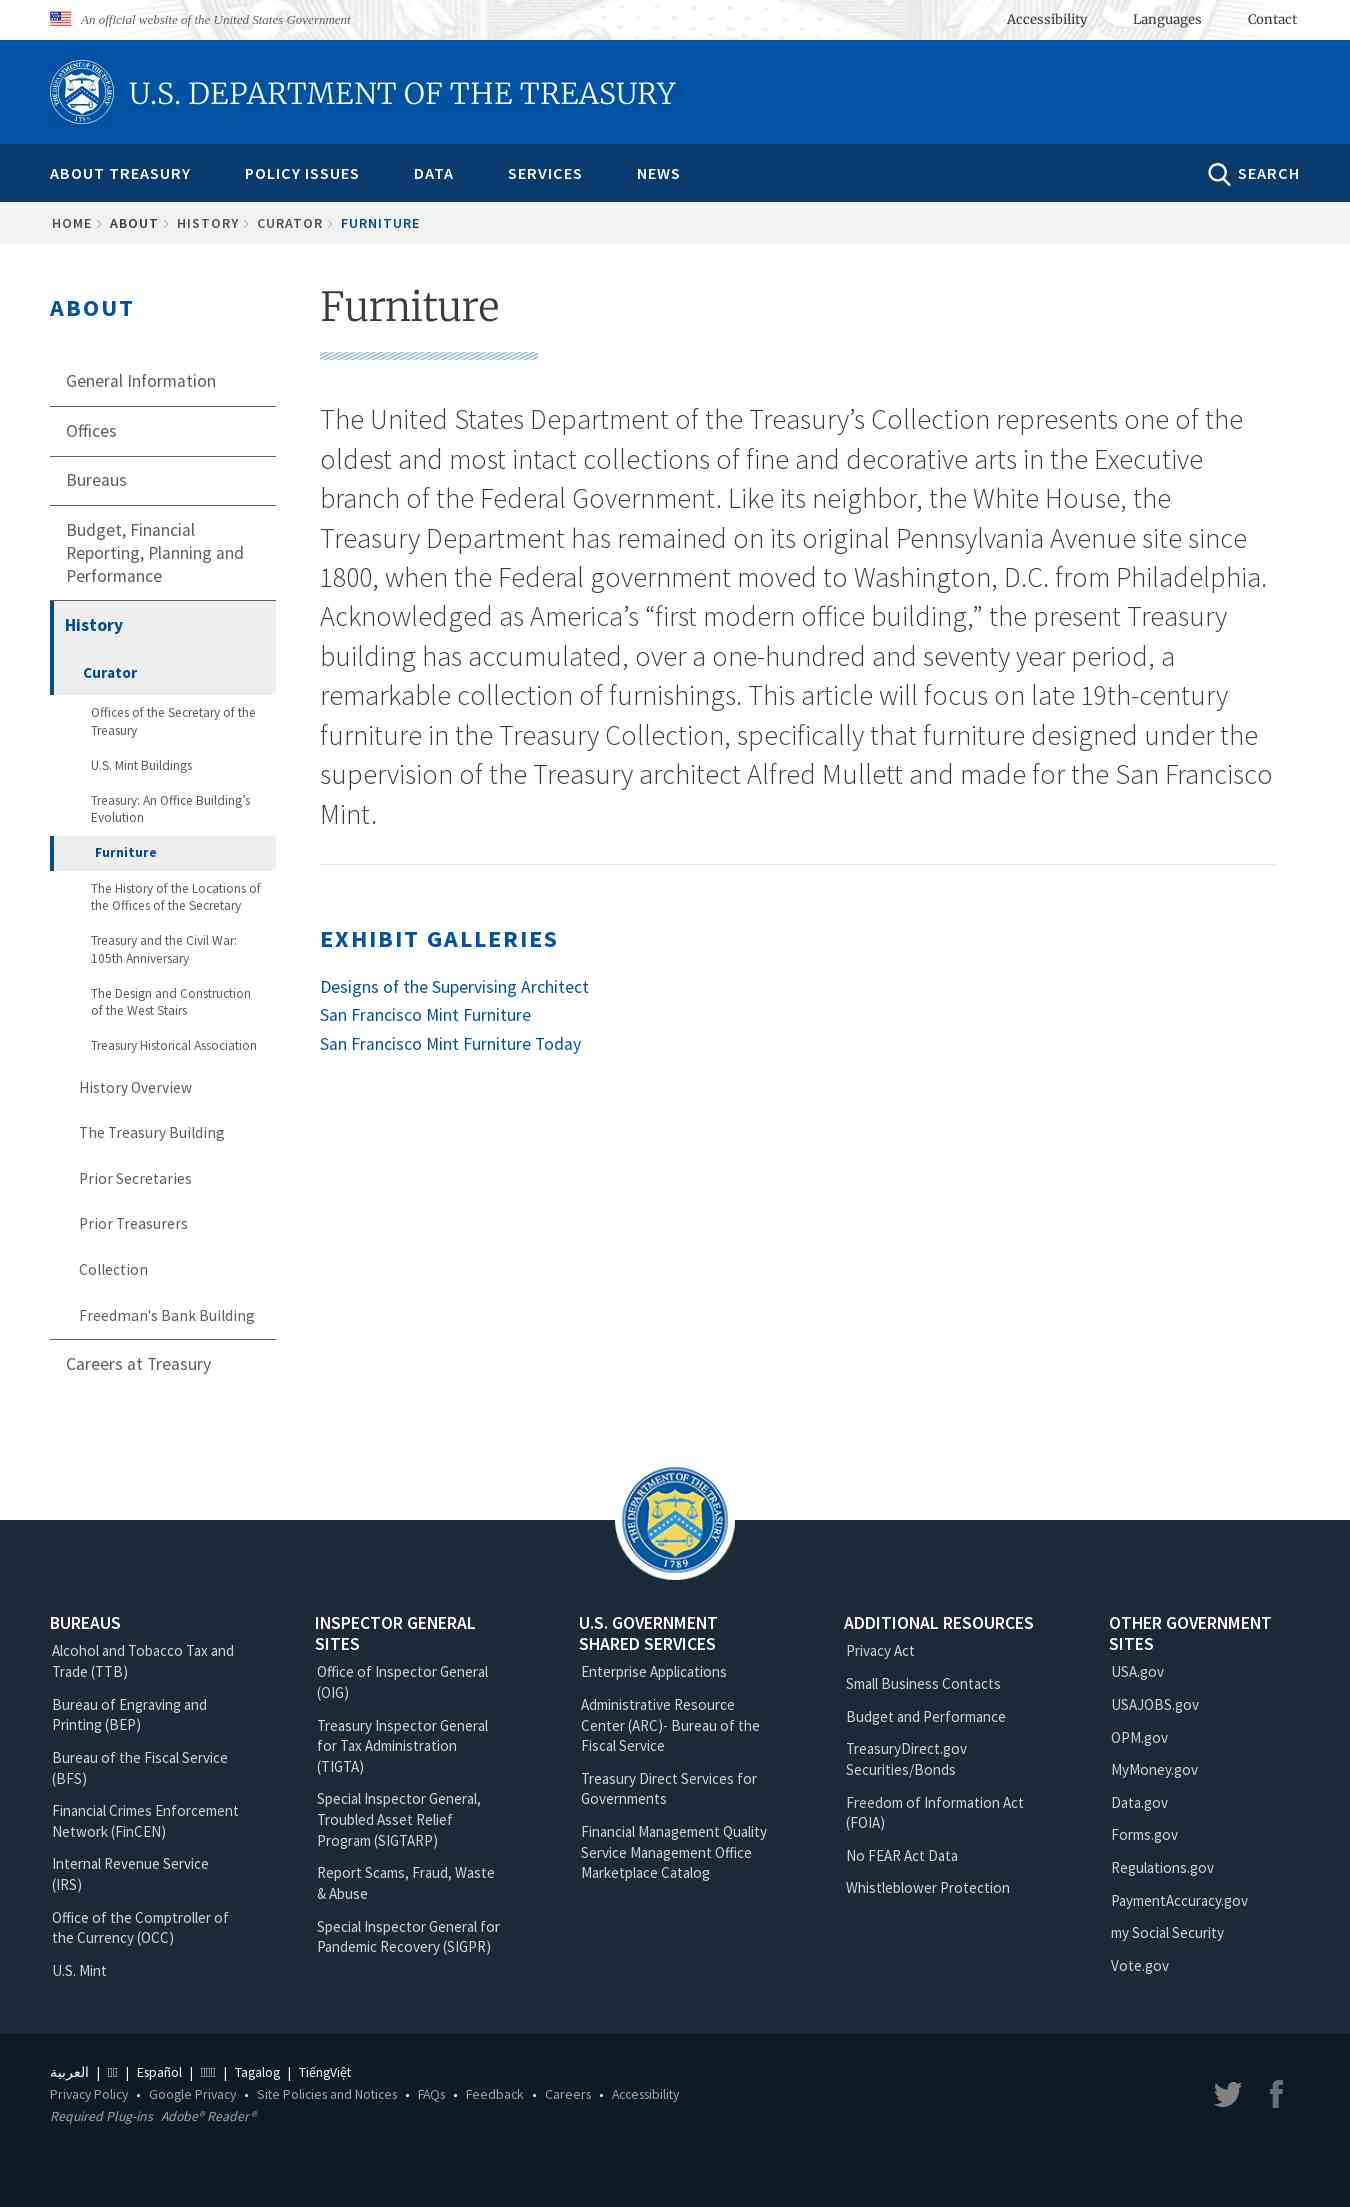 An official website of the United States Government
Accessibility Languages Contact
U.S. DEPARTMENT OF THE TREASURY
ABOUT TREASURY POLICY ISSUES DATA SERVICES NEWS SEARCH
HOME ABOUT HISTORY CURATOR FURNITURE
ABOUT
General Information
Offices
Bureaus
Budget, Financial
Reporting, Planning and
Performance
History
Curator
Offices of the Secretary of the
Treasury
U.S. Mint Buildings
Treasury: An Office Building’s
Evolution
Furniture
The History of the Locations of
the Offices of the Secretary
Treasury and the Civil War:
105th Anniversary
The Design and Construction
of the West Stairs
Treasury Historical Association
History Overview
The Treasury Building
Prior Secretaries
Prior Treasurers
Collection
Freedman's Bank Building
Careers at Treasury
Furniture
The United States Department of the Treasury’s Collection represents one of the
oldest and most intact collections of fine and decorative arts in the Executive
branch of the Federal Government. Like its neighbor, the White House, the
Treasury Department has remained on its original Pennsylvania Avenue site since
1800, when the Federal government moved to Washington, D.C. from Philadelphia.
Acknowledged as America’s “first modern office building,” the present Treasury
building has accumulated, over a one-hundred and seventy year period, a
remarkable collection of furnishings. This article will focus on late 19th-century
furniture in the Treasury Collection, specifically that furniture designed under the
supervision of the Treasury architect Alfred Mullett and made for the San Francisco
Mint.
EXHIBIT GALLERIES
Designs of the Supervising Architect
San Francisco Mint Furniture
San Francisco Mint Furniture Today
THE DEPARTMENT OF THE TREASURY
1789
BUREAUS
Alcohol and Tobacco Tax and
Trade (TTB)
Bureau of Engraving and
Printing (BEP)
Bureau of the Fiscal Service
(BFS)
Financial Crimes Enforcement
Network (FinCEN)
Internal Revenue Service
(IRS)
Office of the Comptroller of
the Currency (OCC)
U.S. Mint
INSPECTOR GENERAL
SITES
Office of Inspector General
(OIG)
Treasury Inspector General
for Tax Administration
(TIGTA)
Special Inspector General,
Troubled Asset Relief
Program (SIGTARP)
Report Scams, Fraud, Waste
& Abuse
Special Inspector General for
Pandemic Recovery (SIGPR)
U.S. GOVERNMENT
SHARED SERVICES
Enterprise Applications
Administrative Resource
Center (ARC)- Bureau of the
Fiscal Service
Treasury Direct Services for
Governments
Financial Management Quality
Service Management Office
Marketplace Catalog
ADDITIONAL RESOURCES
Privacy Act
Small Business Contacts
Budget and Performance
TreasuryDirect.gov
Securities/Bonds
Freedom of Information Act
(FOIA)
No FEAR Act Data
Whistleblower Protection
OTHER GOVERNMENT
SITES
USA.gov
USAJOBS.gov
OPM.gov
MyMoney.gov
Data.gov
Forms.gov
Regulations.gov
PaymentAccuracy.gov
my Social Security
Vote.gov
العربية | | Español | | Tagalog | TiếngViệt
Privacy Policy • Google Privacy • Site Policies and Notices • FAQs • Feedback • Careers • Accessibility
Required Plug-ins Adobe® Reader®